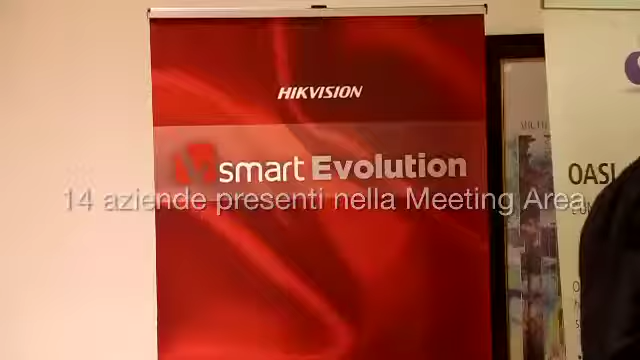 HIKVISION
smart Evolution
14 aziende presenti nella Meeting Area
OASI